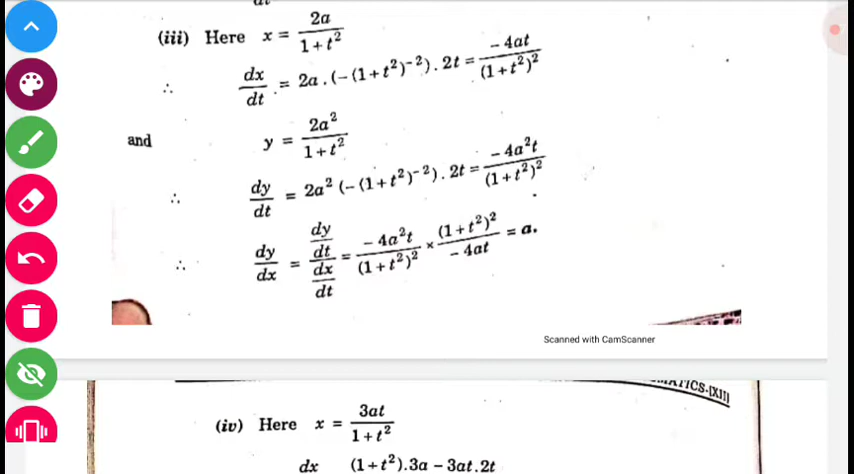 (iii) Here x = 2a / 1 + t²
∴ dx/dt = 2a . (– (1 + t²)⁻²) . 2t = – 4at / (1 + t²)²
and y = 2a² / 1 + t²
∴ dy/dt = 2a² (– (1 + t²)⁻²) . 2t = – 4a²t / (1 + t²)²
∴ dy/dx = dy/dt / dx/dt = – 4a²t / (1 + t²)² × (1 + t²)² / – 4at = a.
Scanned with CamScanner
MATICS-(XII)
(iv) Here x = 3at / 1 + t²
dx (1 + t²).3a – 3at.2t